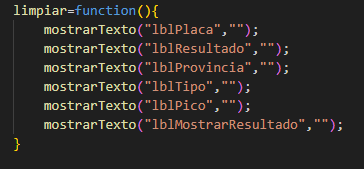 limpiar=function(){
mostrarTexto("lblPlaca","");
mostrarTexto("lblResultado","");
mostrarTexto("lblProvincia","");
mostrarTexto("lblTipo","");
mostrarTexto("lblPico","");
mostrarTexto("lblMostrarResultado","");
}